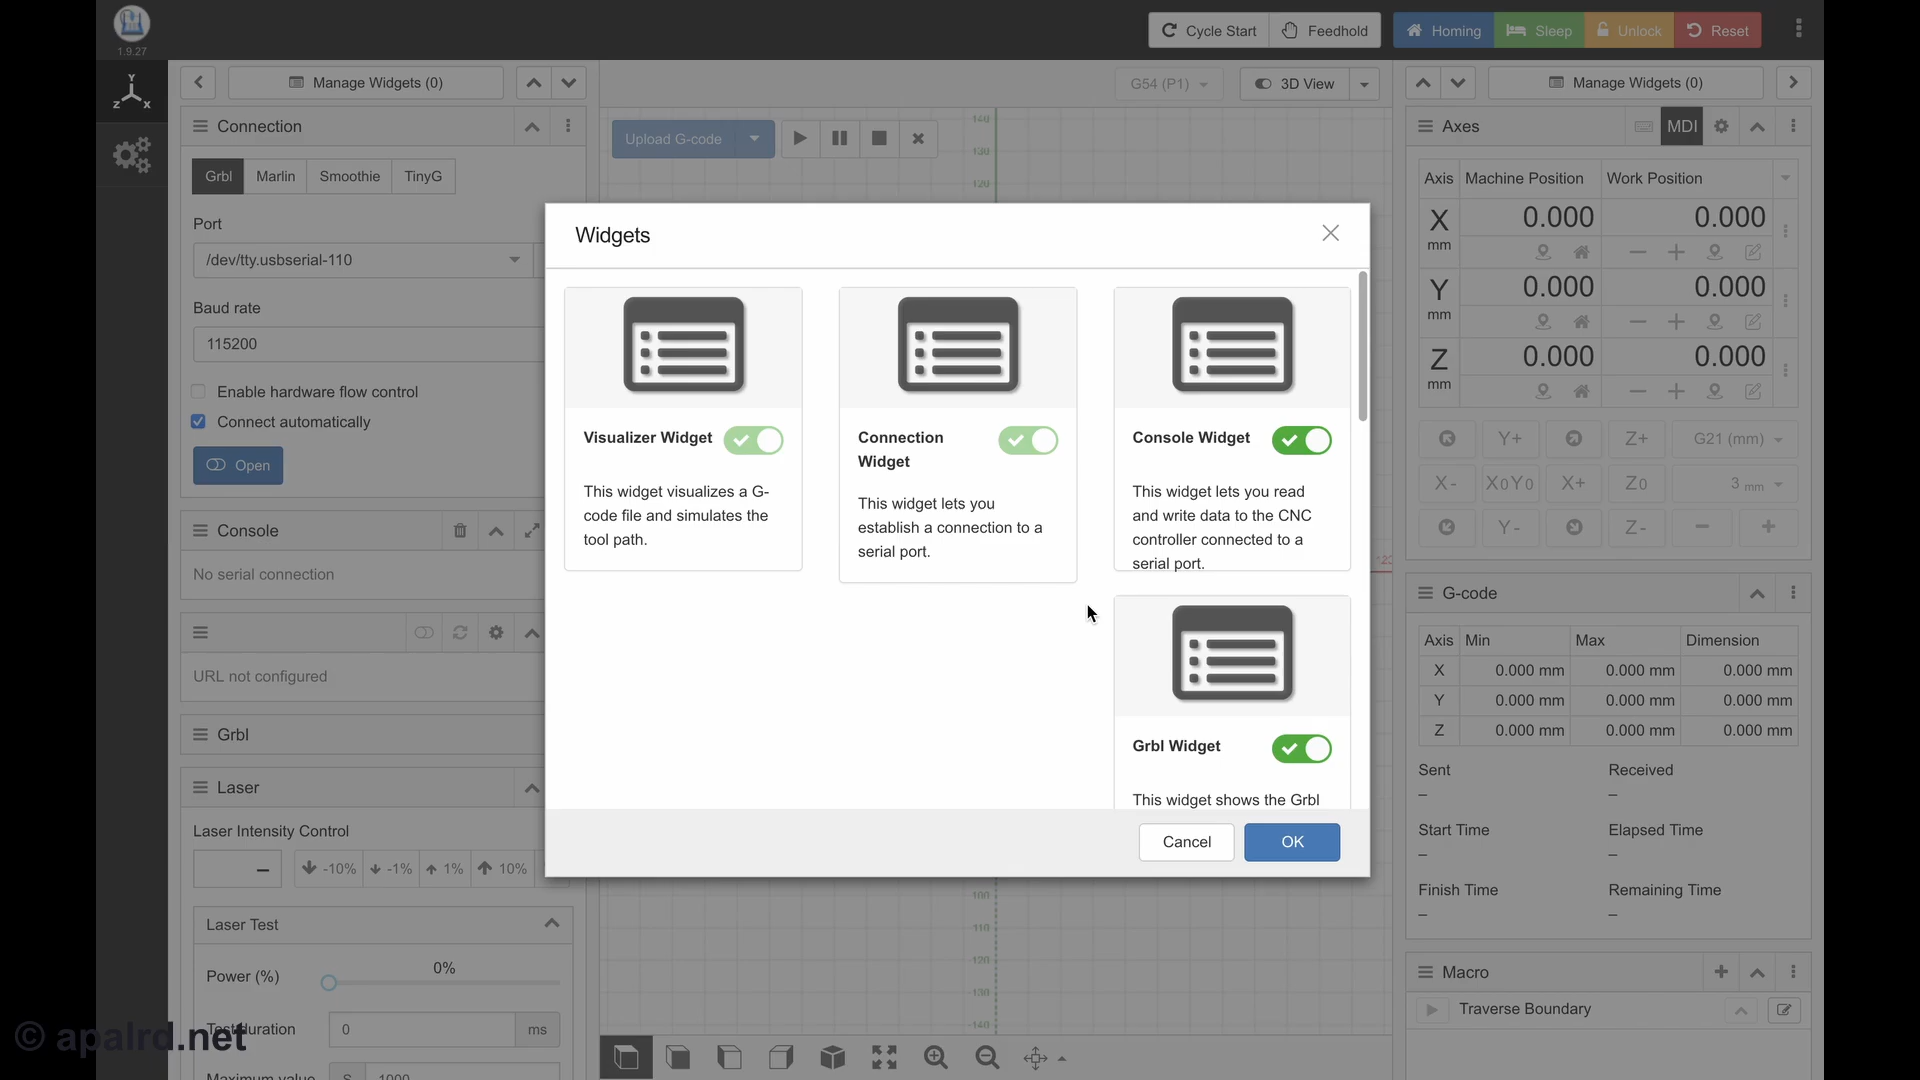 Cycle Start
Feedhold
Homing
Sleep
Unlock
Reset
1.9.27
Y
Z X
Manage Widgets (0)
G54 (P1)
3D View
Manage Widgets (0)
Connection
Upload G-code
Axes
MDI
Grbl
Marlin
Smoothie
TinyG
Port
/dev/tty.usbserial-110
Baud rate
115200
Enable hardware flow control
Connect automatically
Open
Console
No serial connection
URL not configured
Grbl
Laser
Laser Intensity Control
-10%
-1%
1%
10%
Laser Test
Power (%)
0%
Test duration
0
ms
Maximum value
S
1000
140
130
120
Widgets
Visualizer Widget
This widget visualizes a G-
code file and simulates the
tool path.
Connection
Widget
This widget lets you
establish a connection to a
serial port.
Console Widget
This widget lets you read
and write data to the CNC
controller connected to a
serial port.
Grbl Widget
This widget shows the Grbl
Cancel
OK
-100
-110
-120
-130
-140
Axis Machine Position Work Position
X 0.000 0.000
mm
Y 0.000 0.000
mm
Z 0.000 0.000
mm
Y+
Z+
G21 (mm)
X-
X0Y0
X+
Z0
3 mm
Y-
Z-
G-code
Axis Min Max Dimension
X 0.000 mm 0.000 mm 0.000 mm
Y 0.000 mm 0.000 mm 0.000 mm
Z 0.000 mm 0.000 mm 0.000 mm
Sent Received
– –
Start Time Elapsed Time
– –
Finish Time Remaining Time
– –
Macro
Traverse Boundary
© apalrd.net